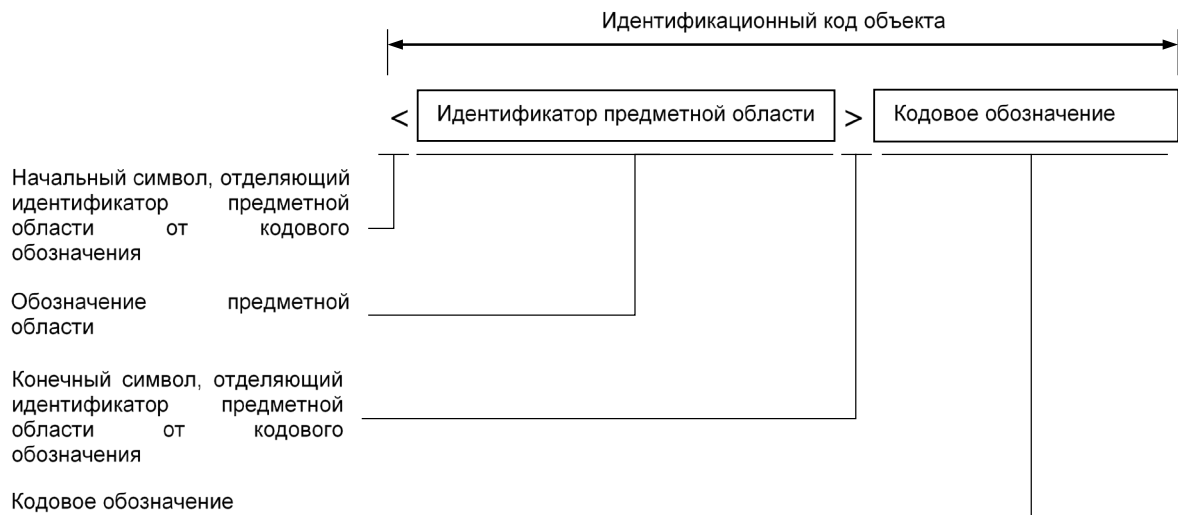 Идентификационный код объекта
< Идентификатор предметной области > Кодовое обозначение
Начальный символ, отделяющий
идентификатор предметной
области от кодового
обозначения
Обозначение предметной
области
Конечный символ, отделяющий
идентификатор предметной
области от кодового
обозначения
Кодовое обозначение